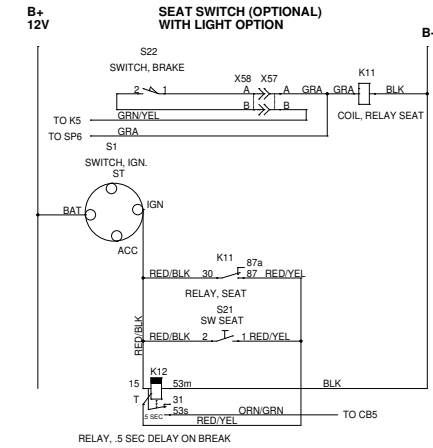 B+
12V
SEAT SWITCH (OPTIONAL)
WITH LIGHT OPTION
B-
S22
SWITCH, BRAKE
2 1
X58 X57
A A GRA GRA K11 BLK
B B
COIL, RELAY SEAT
TO K5 GRN/YEL
TO SP6 GRA
S1
SWITCH, IGN.
ST
BAT IGN
ACC
K11
87a
RED/BLK 30 87 RED/YEL
RELAY, SEAT
S21
SW SEAT
RED/BLK 2 1 RED/YEL
RED/BLK
K12
15 53m BLK
T 31
53s ORN/GRN TO CB5
.5 SEC RED/YEL
RELAY, .5 SEC DELAY ON BREAK